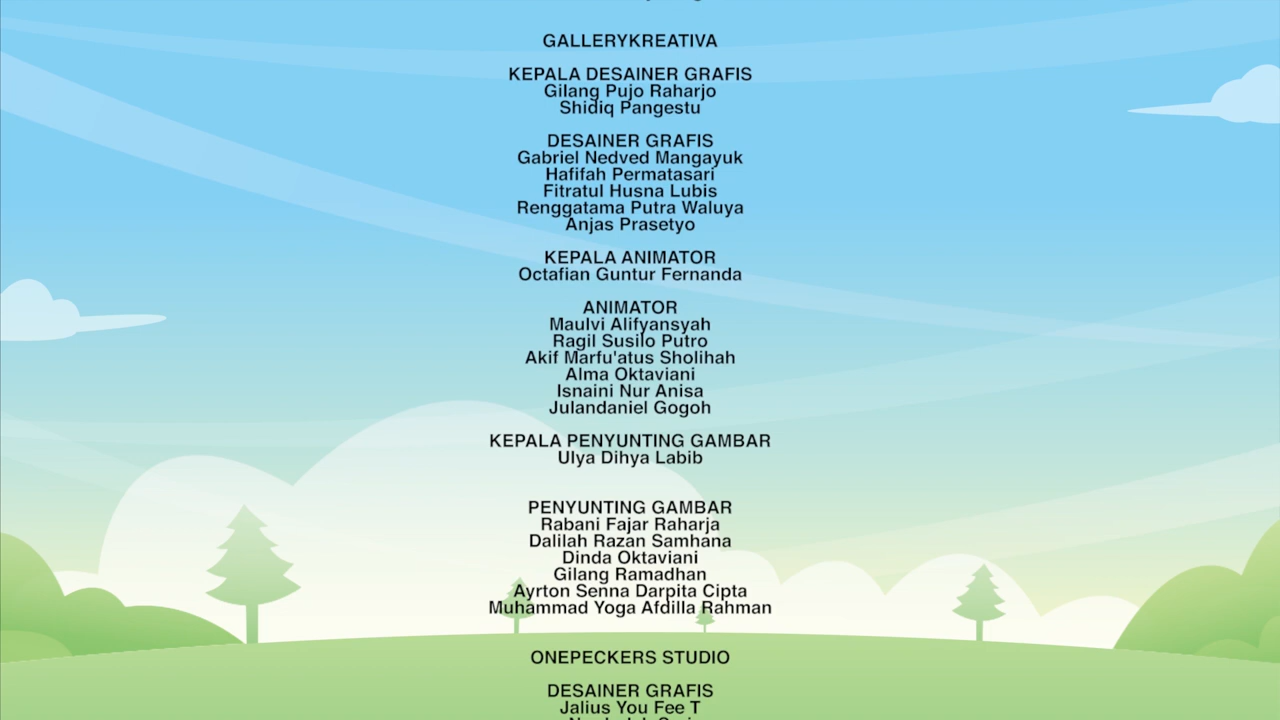 GALLERYKREATIVA
KEPALA DESAINER GRAFIS
Gilang Pujo Raharjo
Shidiq Pangestu
DESAINER GRAFIS
Gabriel Nedved Mangayuk
Hafifah Permatasari
Fitratul Husna Lubis
Renggatama Putra Waluya
Anjas Prasetyo
KEPALA ANIMATOR
Octafian Guntur Fernanda
ANIMATOR
Maulvi Alifyansyah
Ragil Susilo Putro
Akif Marfu'atus Sholihah
Alma Oktaviani
Isnaini Nur Anisa
Julandaniel Gogoh
KEPALA PENYUNTING GAMBAR
Ulya Dihya Labib
PENYUNTING GAMBAR
Rabani Fajar Raharja
Dalilah Razan Samhana
Dinda Oktaviani
Gilang Ramadhan
Ayrton Senna Darpita Cipta
Muhammad Yoga Afdilla Rahman
ONEPECKERS STUDIO
DESAINER GRAFIS
Jalius You Fee T